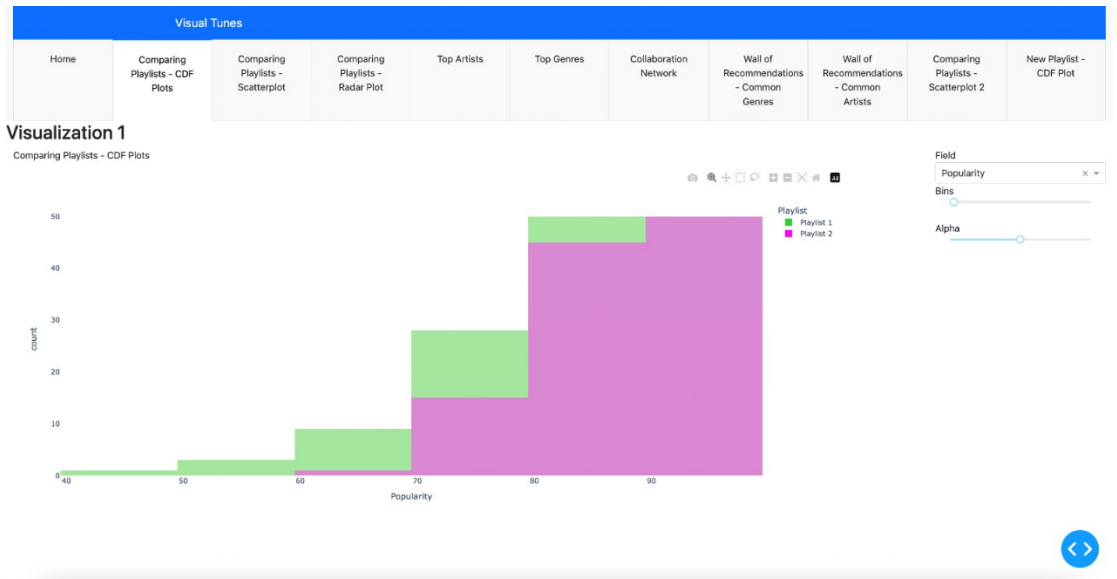 Visual Tunes
Home
Comparing
Playlists - CDF
Plots
Comparing
Playlists -
Scatterplot
Comparing
Playlists -
Radar Plot
Top Artists
Top Genres
Collaboration
Network
Wall of
Recommendations
- Common
Genres
Wall of
Recommendations
- Common
Artists
Comparing
Playlists -
Scatterplot 2
New Playlist -
CDF Plot
Visualization 1
Comparing Playlists - CDF Plots
Field
Popularity
Bins
Alpha
Playlist
Playlist 1
Playlist 2
50
40
30
20
10
0
count
40
50
60
70
80
90
Popularity